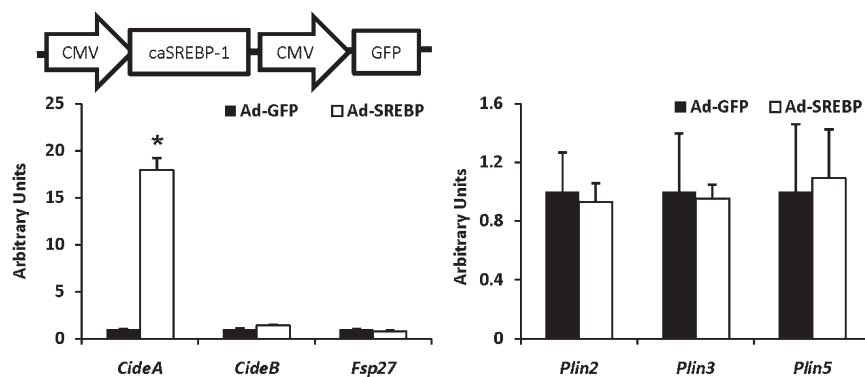 CMV caSREBP-1 CMV GFP
Ad-GFP Ad-SREBP
Arbitrary Units
25
20
15
10
5
0
*
CideA CideB Fsp27
Ad-GFP Ad-SREBP
Arbitrary Units
1.6
1.2
0.8
0.4
0
Plin2 Plin3 Plin5